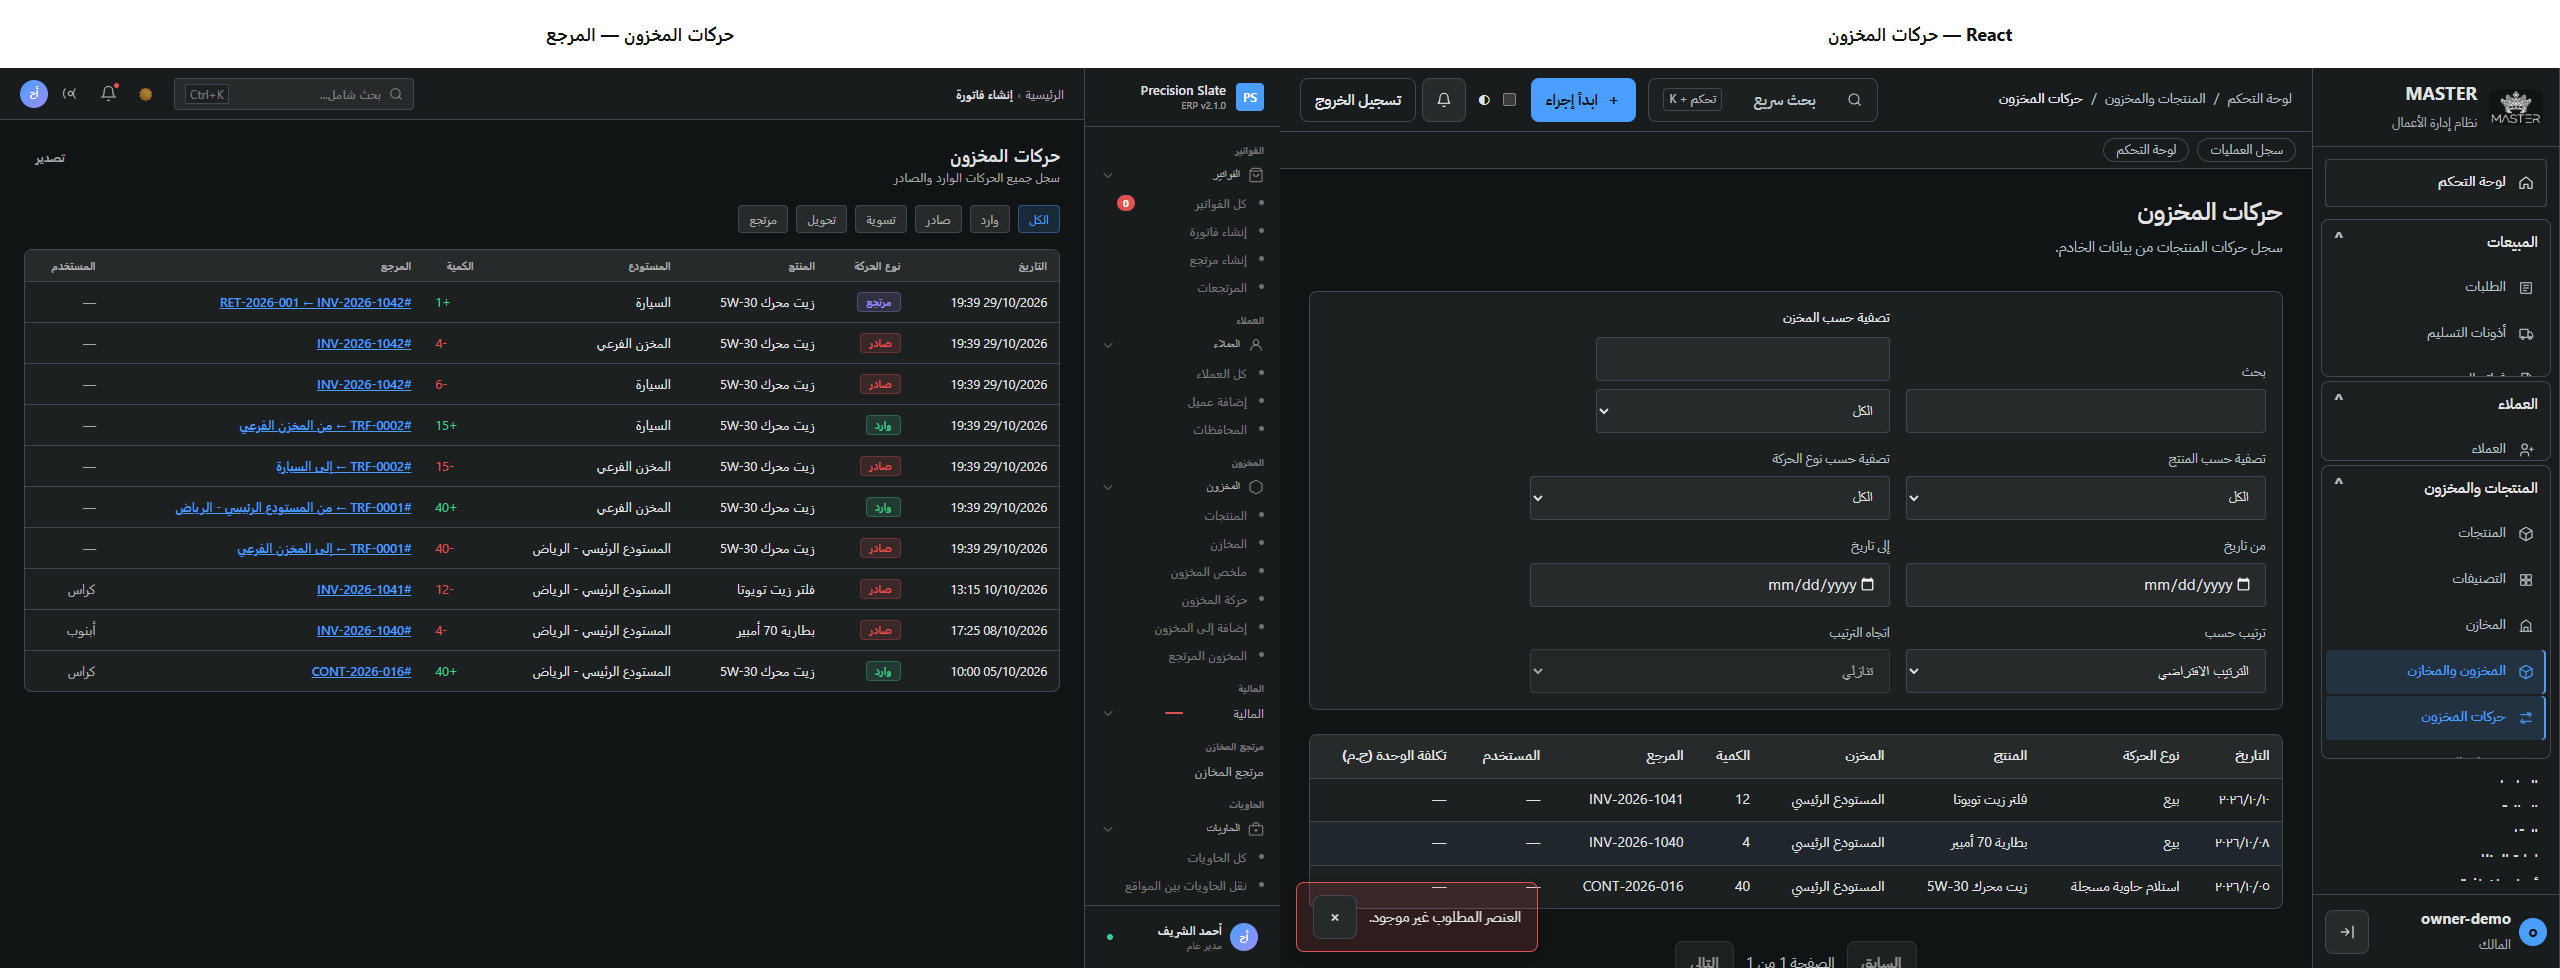 React — حركات المخزون
حركات المخزون — المرجع
MASTER
نظام إدارة الأعمال
MASTER
لوحة التحكم
المبيعات
الطلبات
أذونات التسليم
العملاء
العملاء
المنتجات والمخزون
المنتجات
التصنيفات
المخازن
المخزون والمخازن
حركات المخزون
owner-demo
المالك
o
لوحة التحكم / المنتجات والمخزون / حركات المخزون
بحث سريع
تحكم + K
+ ابدأ إجراء
تسجيل الخروج
سجل العمليات
لوحة التحكم
حركات المخزون
سجل حركات المنتجات من بيانات الخادم.
تصفية حسب المخزن
بحث
الكل
تصفية حسب المنتج
تصفية حسب نوع الحركة
الكل
الكل
من تاريخ
إلى تاريخ
mm/dd/yyyy
mm/dd/yyyy
ترتيب حسب
اتجاه الترتيب
الترتيب الافتراضي
تنازلي
التاريخ نوع الحركة المنتج المخزن الكمية المرجع المستخدم تكلفة الوحدة (ج.م)
٢٠٢٦/١٠/١٠ بيع فلتر زيت تويوتا المستودع الرئيسي 12 INV-2026-1041 — —
٢٠٢٦/١٠/٠٨ بيع بطارية 70 أمبير المستودع الرئيسي 4 INV-2026-1040 — —
٢٠٢٦/١٠/٠٥ استلام حاوية مسجلة زيت محرك 5W-30 المستودع الرئيسي 40 CONT-2026-016 — —
العنصر المطلوب غير موجود.
×
السابق
الصفحة 1 من 1
التالي
PS
Precision Slate
ERP v2.1.0
الفواتير
الفواتير
كل الفواتير
0
إنشاء فاتورة
إنشاء مرتجع
المرتجعات
العملاء
العملاء
كل العملاء
إضافة عميل
المحافظات
المخزون
المخزون
المنتجات
المخازن
ملخص المخزون
حركة المخزون
إضافة إلى المخزون
المخزون المرتجع
المالية
المالية
مرتجع المخازن
مرتجع المخازن
الحاويات
الحاويات
كل الحاويات
نقل الحاويات بين المواقع
أح
أحمد الشريف
مدير عام
الرئيسية › إنشاء فاتورة
بحث شامل...
Ctrl+K
أح
حركات المخزون
سجل جميع الحركات الوارد والصادر
تصدير
الكل
وارد
صادر
تسوية
تحويل
مرتجع
التاريخ نوع الحركة المنتج المستودع الكمية المرجع المستخدم
29/10/2026 19:39 مرتجع زيت محرك 5W-30 السيارة +1 #RET-2026-001 ← INV-2026-1042 —
29/10/2026 19:39 صادر زيت محرك 5W-30 المخزن الفرعي -4 #INV-2026-1042 —
29/10/2026 19:39 صادر زيت محرك 5W-30 السيارة -6 #INV-2026-1042 —
29/10/2026 19:39 وارد زيت محرك 5W-30 السيارة +15 #TRF-0002 ← من المخزن الفرعي —
29/10/2026 19:39 صادر زيت محرك 5W-30 المخزن الفرعي -15 #TRF-0002 ← إلى السيارة —
29/10/2026 19:39 وارد زيت محرك 5W-30 المخزن الفرعي +40 #TRF-0001 ← من المستودع الرئيسي - الرياض —
29/10/2026 19:39 صادر زيت محرك 5W-30 المستودع الرئيسي - الرياض -40 #TRF-0001 ← إلى المخزن الفرعي —
10/10/2026 13:15 صادر فلتر زيت تويوتا المستودع الرئيسي - الرياض -12 #INV-2026-1041 كراس
08/10/2026 17:25 صادر بطارية 70 أمبير المستودع الرئيسي - الرياض -4 #INV-2026-1040 أبنوب
05/10/2026 10:00 وارد زيت محرك 5W-30 المستودع الرئيسي - الرياض +40 #CONT-2026-016 كراس